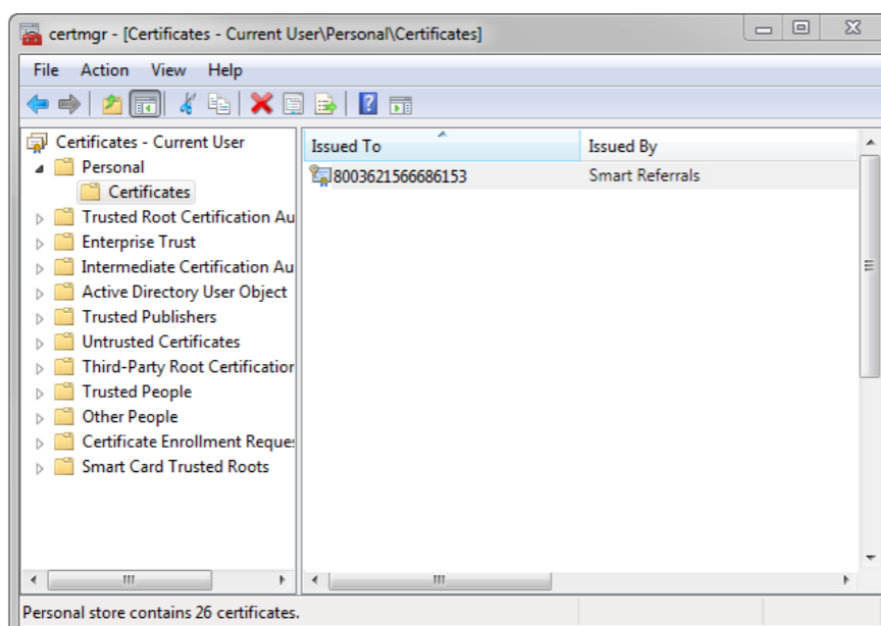 certmgr - [Certificates - Current User\Personal\Certificates]
File Action View Help
Certificates - Current User
Personal
Certificates
Trusted Root Certification Au
Enterprise Trust
Intermediate Certification Au
Active Directory User Object
Trusted Publishers
Untrusted Certificates
Third-Party Root Certification
Trusted People
Other People
Certificate Enrollment Reques
Smart Card Trusted Roots
Issued To Issued By
8003621566686153 Smart Referrals
Personal store contains 26 certificates.